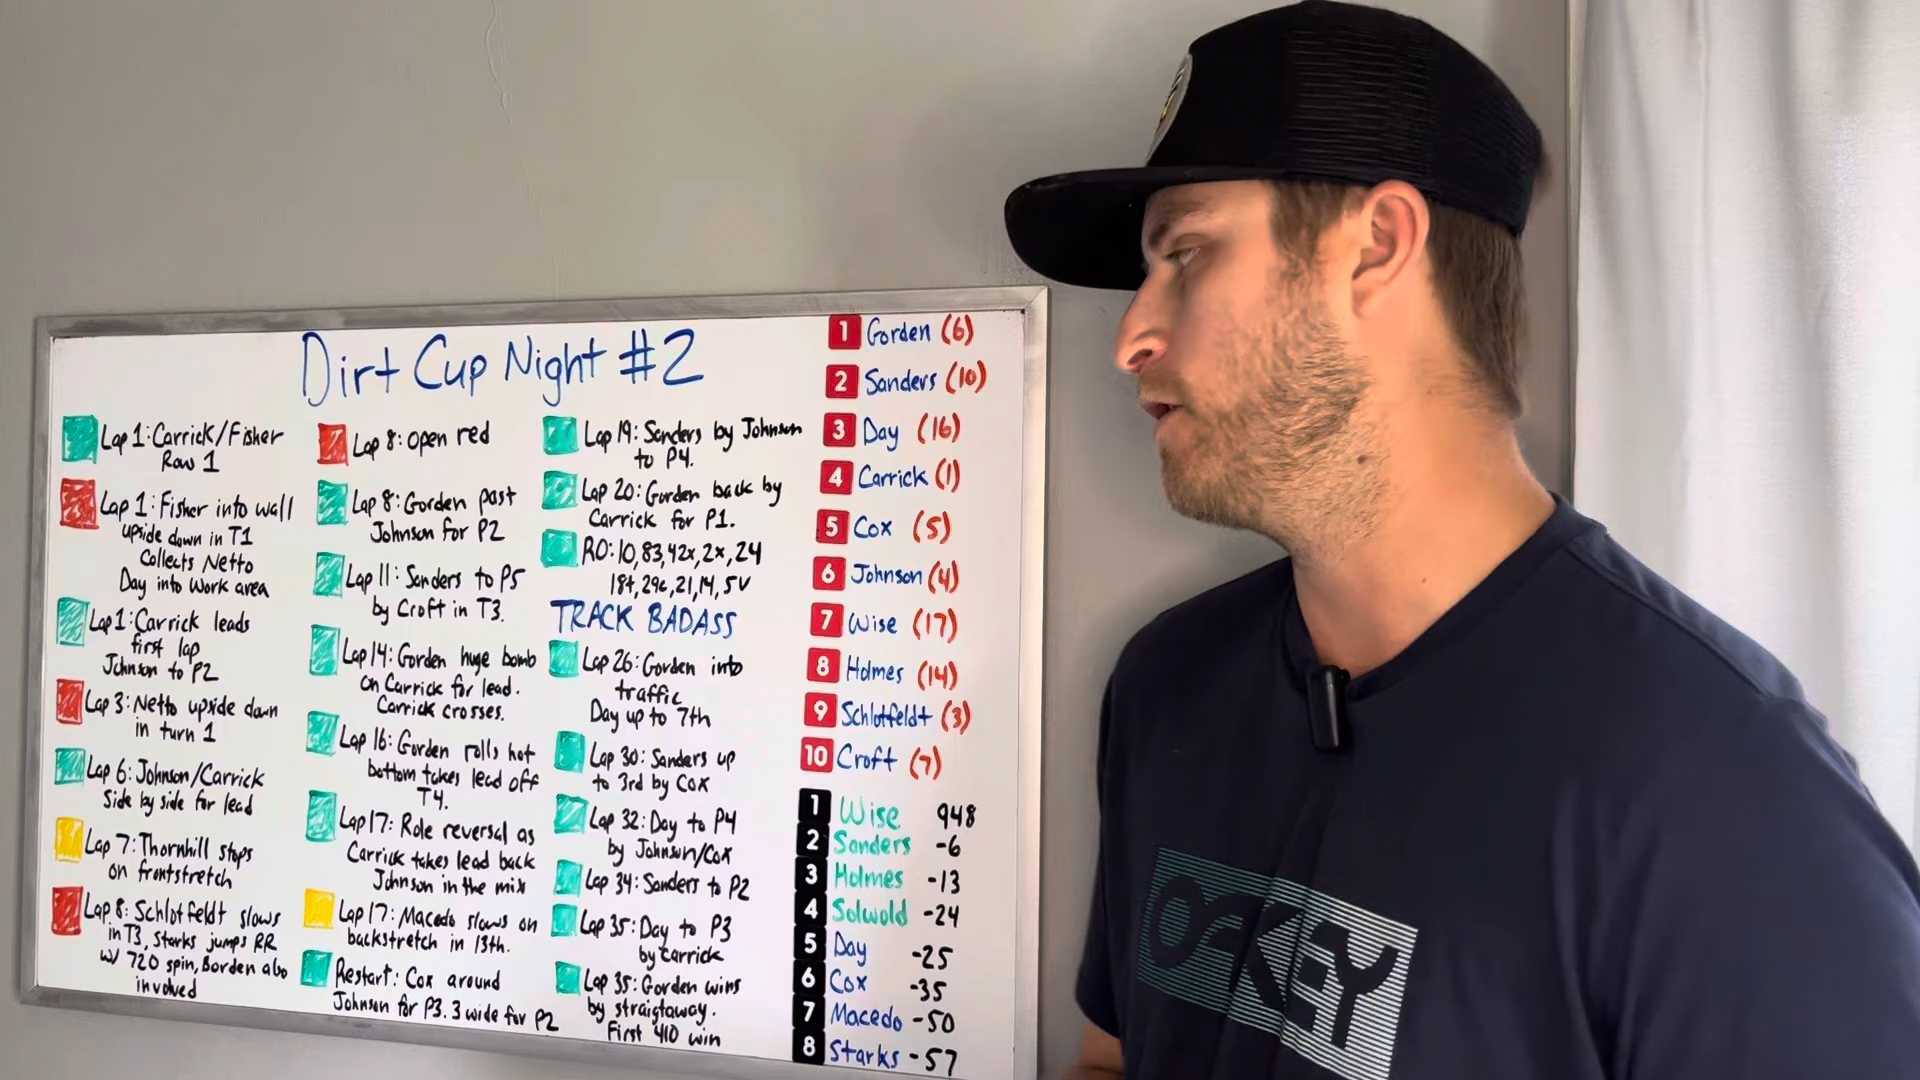 Dirt Cup Night #2
Lap 1: Carrick/Fisher
Row 1
Lap 1: Fisher into wall
upside down in T1
Collects Netto
Day into work area
Lap 1: Carrick leads
first lap
Johnson to P2
Lap 3: Netto upside down
in turn 1
Lap 6: Johnson/Carrick
Side by side for lead
Lap 7: Thornhill stops
on frontstretch
Lap 8: Schlotfeldt slows
in T3, Starks jumps RR
w/ 720 spin, Borden also
involved
Lap 8: open red
Lap 8: Gorden past
Johnson for P2
Lap 11: Sanders to P5
by Croft in T3.
Lap 14: Gorden huge bomb
on Carrick for lead.
Carrick crosses.
Lap 16: Gorden rolls hot
bottom takes lead off
T4.
Lap 17: Role reversal as
Carrick takes lead back
Johnson in the mix
Lap 17: Macedo slows on
backstretch in 13th.
Restart: Cox around
Johnson for P3. 3 wide for P2
Lap 19: Sanders by Johnson
to P4.
Lap 20: Gorden back by
Carrick for P1.
RO: 10, 83, 42x, 2x, 24
18t, 29c, 21, 14, 5V
TRACK BADASS
Lap 26: Gorden into
traffic
Day up to 7th
Lap 30: Sanders up
to 3rd by Cox
Lap 32: Day to P4
by Johnson/Cox
Lap 34: Sanders to P2
Lap 35: Day to P3
by Carrick
Lap 35: Gorden wins
by straigtaway.
First 410 win
1 Gorden (6)
2 Sanders (10)
3 Day (16)
4 Carrick (1)
5 Cox (5)
6 Johnson (4)
7 Wise (17)
8 Holmes (14)
9 Schlotfeldt (3)
10 Croft (7)
1 Wise 948
2 Sanders -6
3 Holmes -13
4 Solwold -24
5 Day -25
6 Cox -35
7 Macedo -50
8 Starks -57
OAKLEY